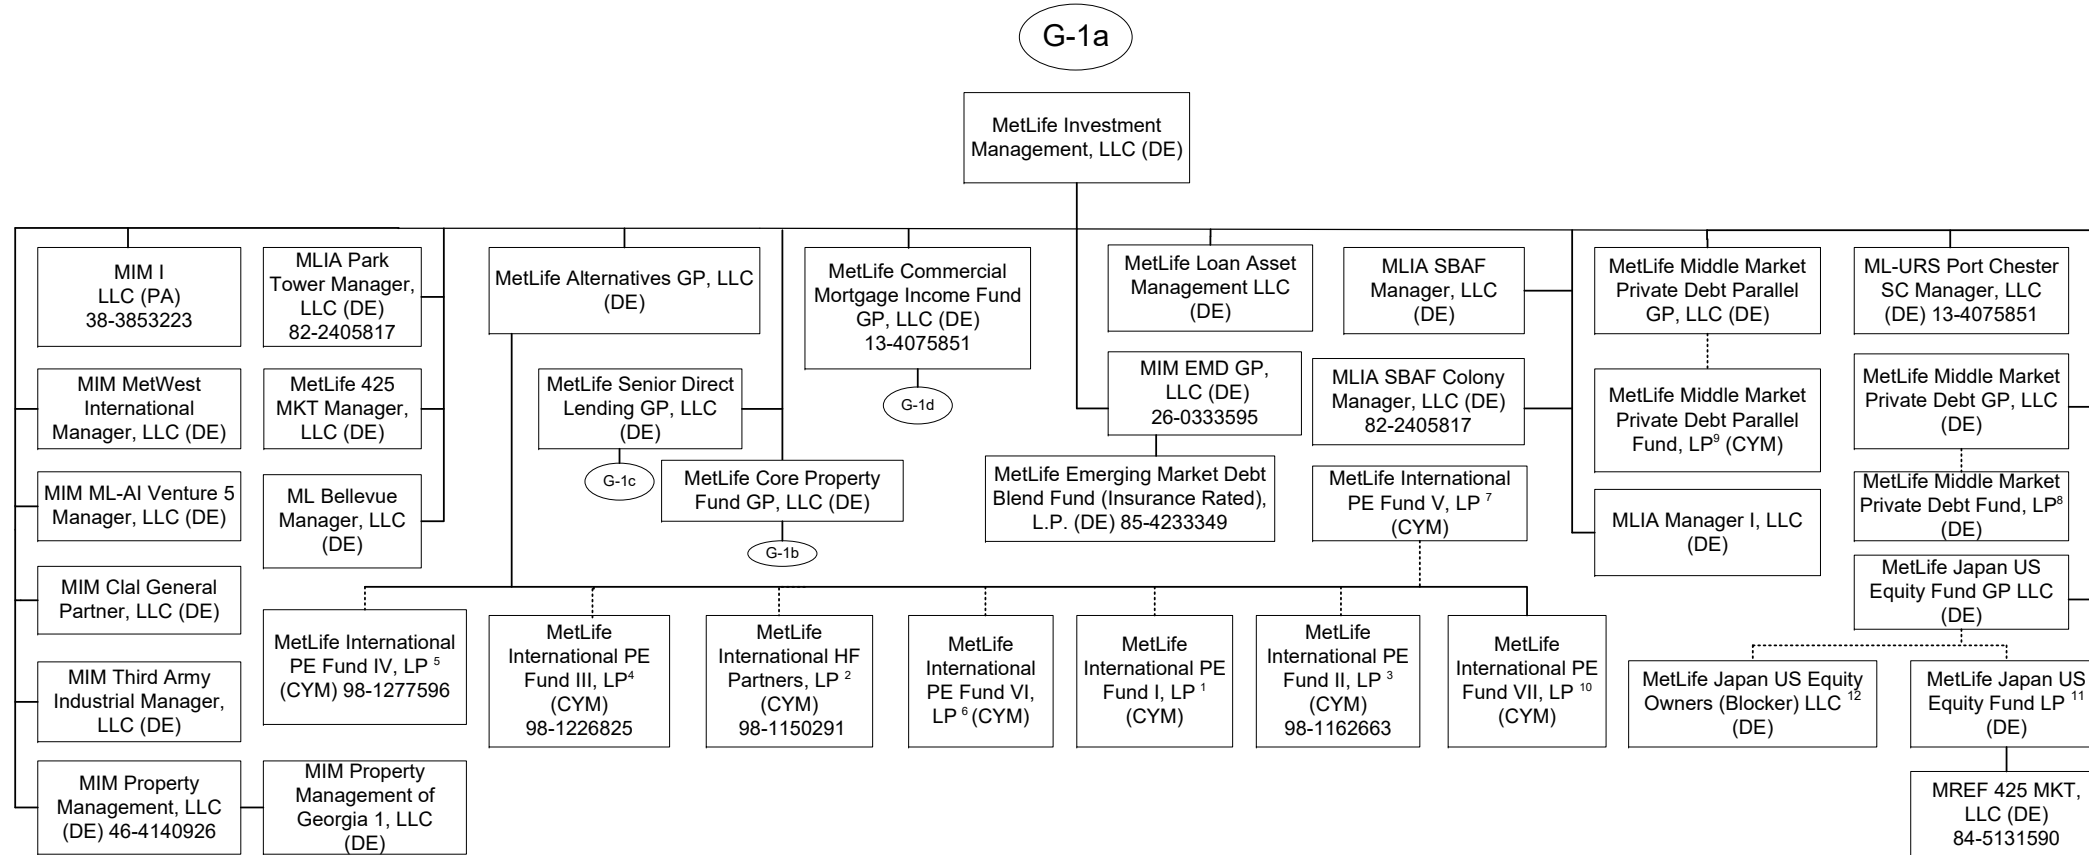 G-1a
MetLife Investment
Management, LLC (DE)
MIM I
LLC (PA)
38-3853223
MLIA Park
Tower Manager,
LLC (DE)
82-2405817
MetLife Alternatives GP, LLC
(DE)
MetLife Commercial
Mortgage Income Fund
GP, LLC (DE)
13-4075851
MetLife Loan Asset
Management LLC
(DE)
MLIA SBAF
Manager, LLC
(DE)
MetLife Middle Market
Private Debt Parallel
GP, LLC (DE)
ML-URS Port Chester
SC Manager, LLC
(DE) 13-4075851
MIM MetWest
International
Manager, LLC (DE)
MetLife 425
MKT Manager,
LLC (DE)
MetLife Senior Direct
Lending GP, LLC
(DE)
G-1d
MIM EMD GP,
LLC (DE)
26-0333595
MLIA SBAF Colony
Manager, LLC (DE)
82-2405817
MetLife Middle Market
Private Debt Parallel
Fund, LP⁹ (CYM)
MetLife Middle Market
Private Debt GP, LLC
(DE)
MIM ML-AI Venture 5
Manager, LLC (DE)
ML Bellevue
Manager, LLC
(DE)
G-1c
MetLife Core Property
Fund GP, LLC (DE)
G-1b
MetLife Emerging Market Debt
Blend Fund (Insurance Rated),
L.P. (DE) 85-4233349
MetLife International
PE Fund V, LP ⁷
(CYM)
MLIA Manager I, LLC
(DE)
MetLife Middle Market
Private Debt Fund, LP⁸
(DE)
MIM Clal General
Partner, LLC (DE)
MetLife Japan US
Equity Fund GP LLC
(DE)
MetLife International
PE Fund IV, LP ⁵
(CYM) 98-1277596
MetLife
International PE
Fund III, LP⁴
(CYM)
98-1226825
MetLife
International HF
Partners, LP ²
(CYM)
98-1150291
MetLife
International
PE Fund VI,
LP ⁶ (CYM)
MetLife
International PE
Fund I, LP ¹
(CYM)
MetLife
International PE
Fund II, LP ³
(CYM)
98-1162663
MetLife
International PE
Fund VII, LP ¹⁰
(CYM)
MIM Third Army
Industrial Manager,
LLC (DE)
MetLife Japan US Equity
Owners (Blocker) LLC ¹²
(DE)
MetLife Japan US
Equity Fund LP ¹¹
(DE)
MIM Property
Management, LLC
(DE) 46-4140926
MIM Property
Management of
Georgia 1, LLC
(DE)
MREF 425 MKT,
LLC (DE)
84-5131590